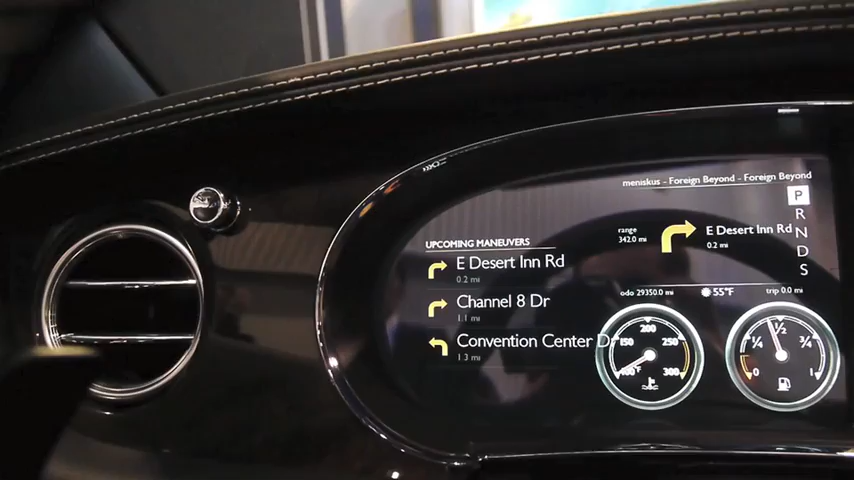 meniskus - Foreign Beyond - Foreign Beyond
P
R
N
D
S
range
342.0 mi
E Desert Inn Rd
0.2 mi
UPCOMING MANEUVERS
E Desert Inn Rd
0.2 mi
Channel 8 Dr
1.1 mi
Convention Center Dr
1.3 mi
odo 29350.0 mi
55°F
trip 0.0 mi
100 °F
150
200
250
300
0
1/4
1/2
3/4
1